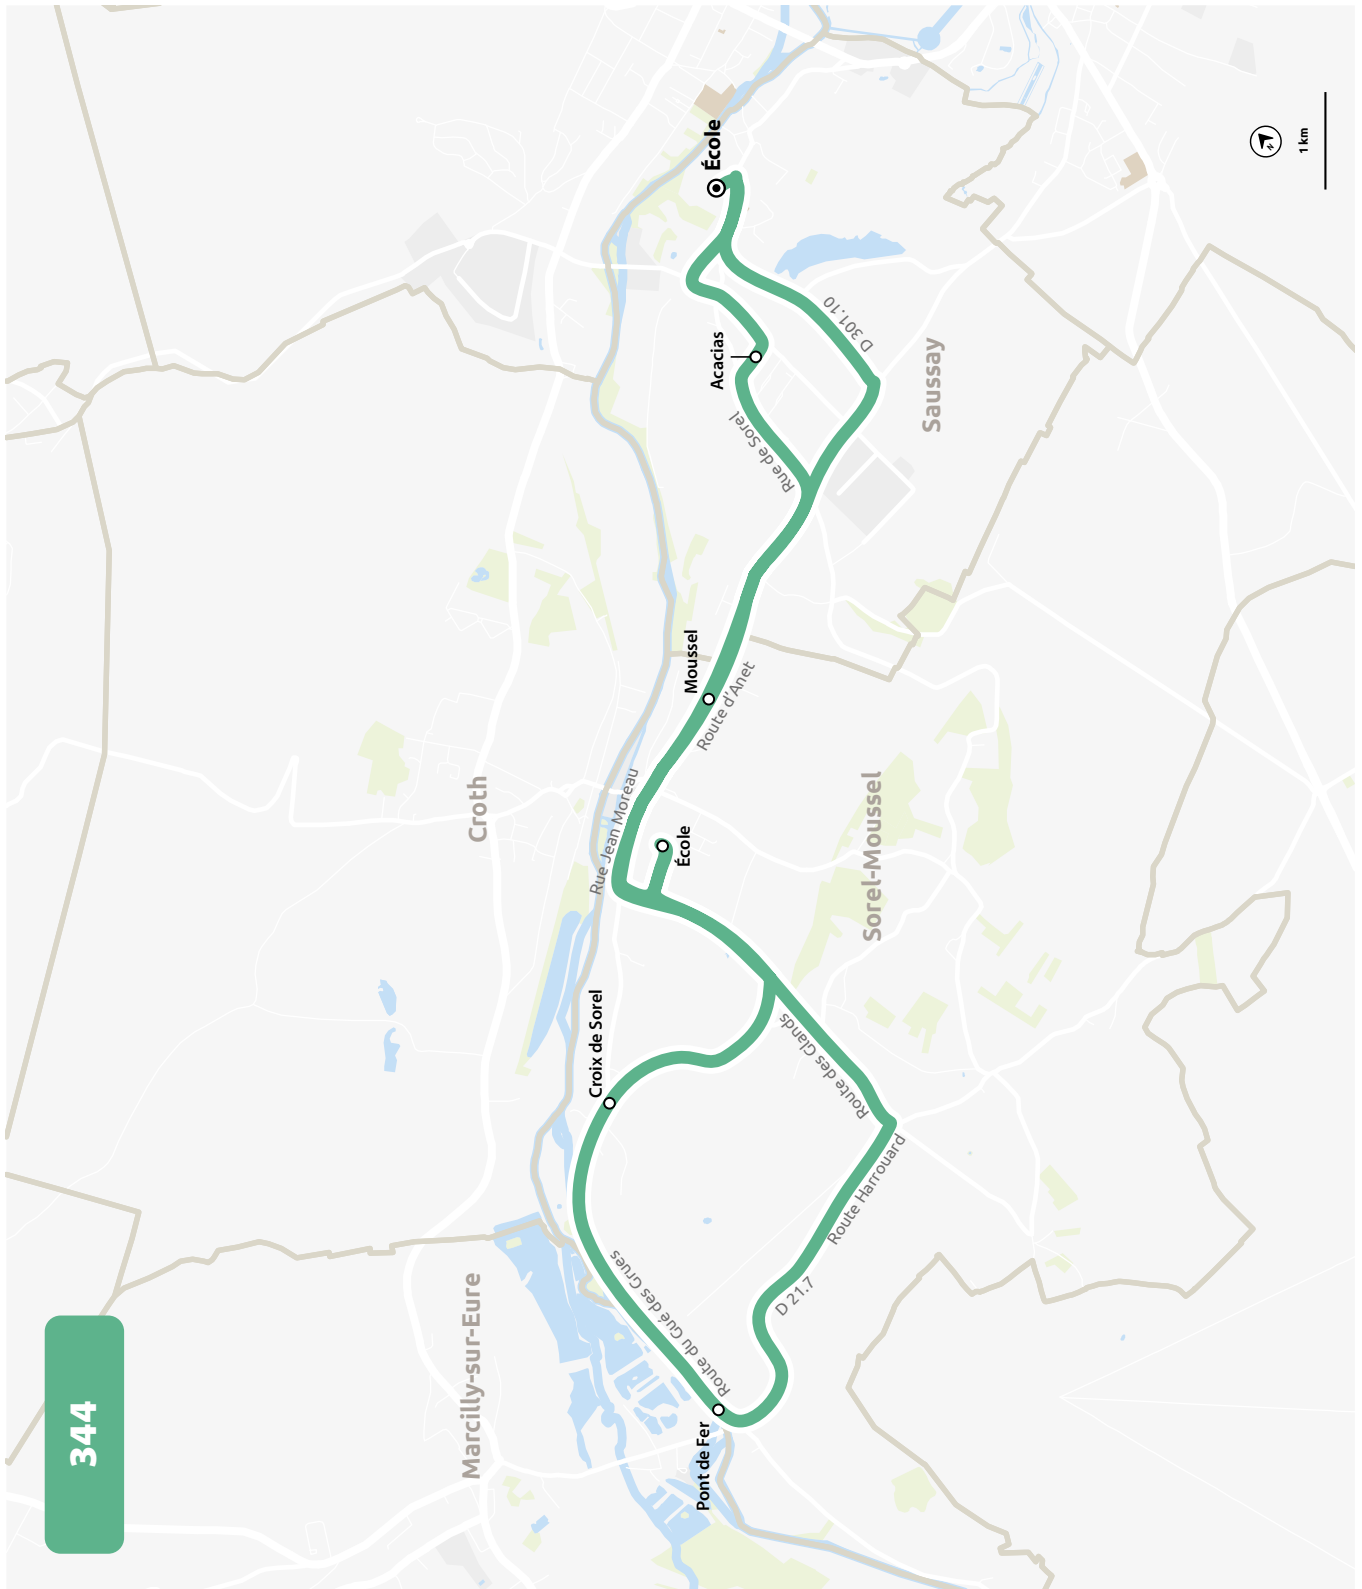 344
Marcilly-sur-Eure
Pont de Fer
Route du Gué des Grues
D 21.7
Route Harrouard
Croix de Sorel
Route des Glands
Sorel-Moussel
Croth
Rue Jean Moreau
École
Moussel
Route d'Anet
Rue de Sorel
Acacias
Saussay
D 301.10
École
N
1 km